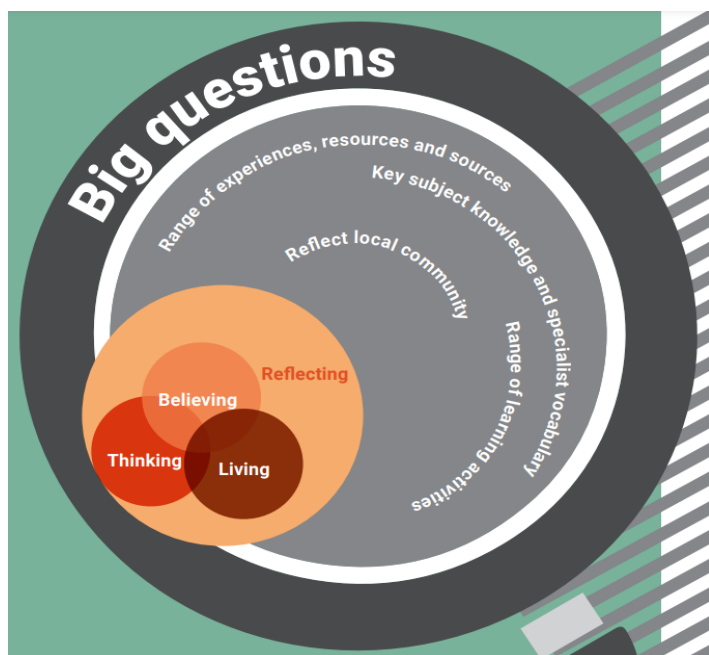 Big questions
Range of experiences, resources and sources
Key subject knowledge and specialist vocabulary
Reflect local community
Range of learning activities
Reflecting
Believing
Thinking
Living